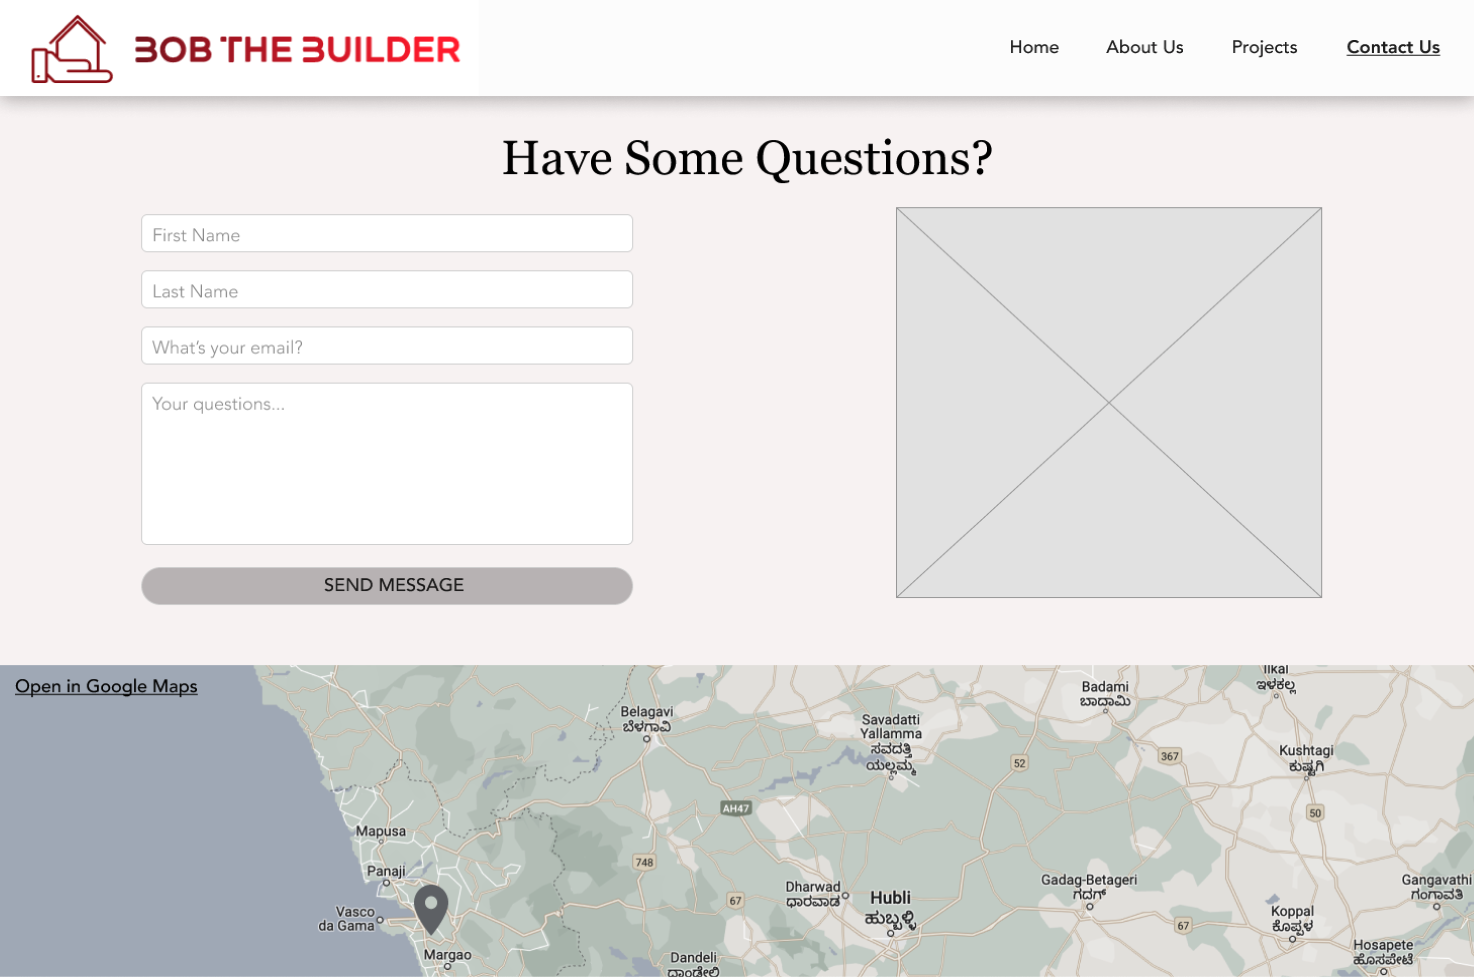 BOB THE BUILDER
Home
About Us
Projects
Contact Us
Have Some Questions?
First Name
Last Name
What's your email?
Your questions...
SEND MESSAGE
Open in Google Maps
Ilkal
ಇಳಕಲ್ಲ
Badami
ಬಾದಾಮಿ
Belagavi
ಬೆಳಗಾವಿ
Savadatti
Yallamma
ಸವದತ್ತಿ
ಯಲ್ಲಮ್ಮ
Kushtagi
ಕುಷ್ಟಗಿ
367
52
AH47
50
Mapusa
748
Panaji
Dharwad
ಧಾರವಾಡ
Hubli
ಹುಬ್ಬಳ್ಳಿ
67
Gadag-Betageri
ಗದಗ್
Gangavathi
ಗಂಗಾವತಿ
Koppal
ಕೊಪ್ಪಳ
67
Vasco
da Gama
Margao
Dandeli
ದಾಂಡೇಲಿ
Hosapete
ಹೊಸಪೇಟೆ